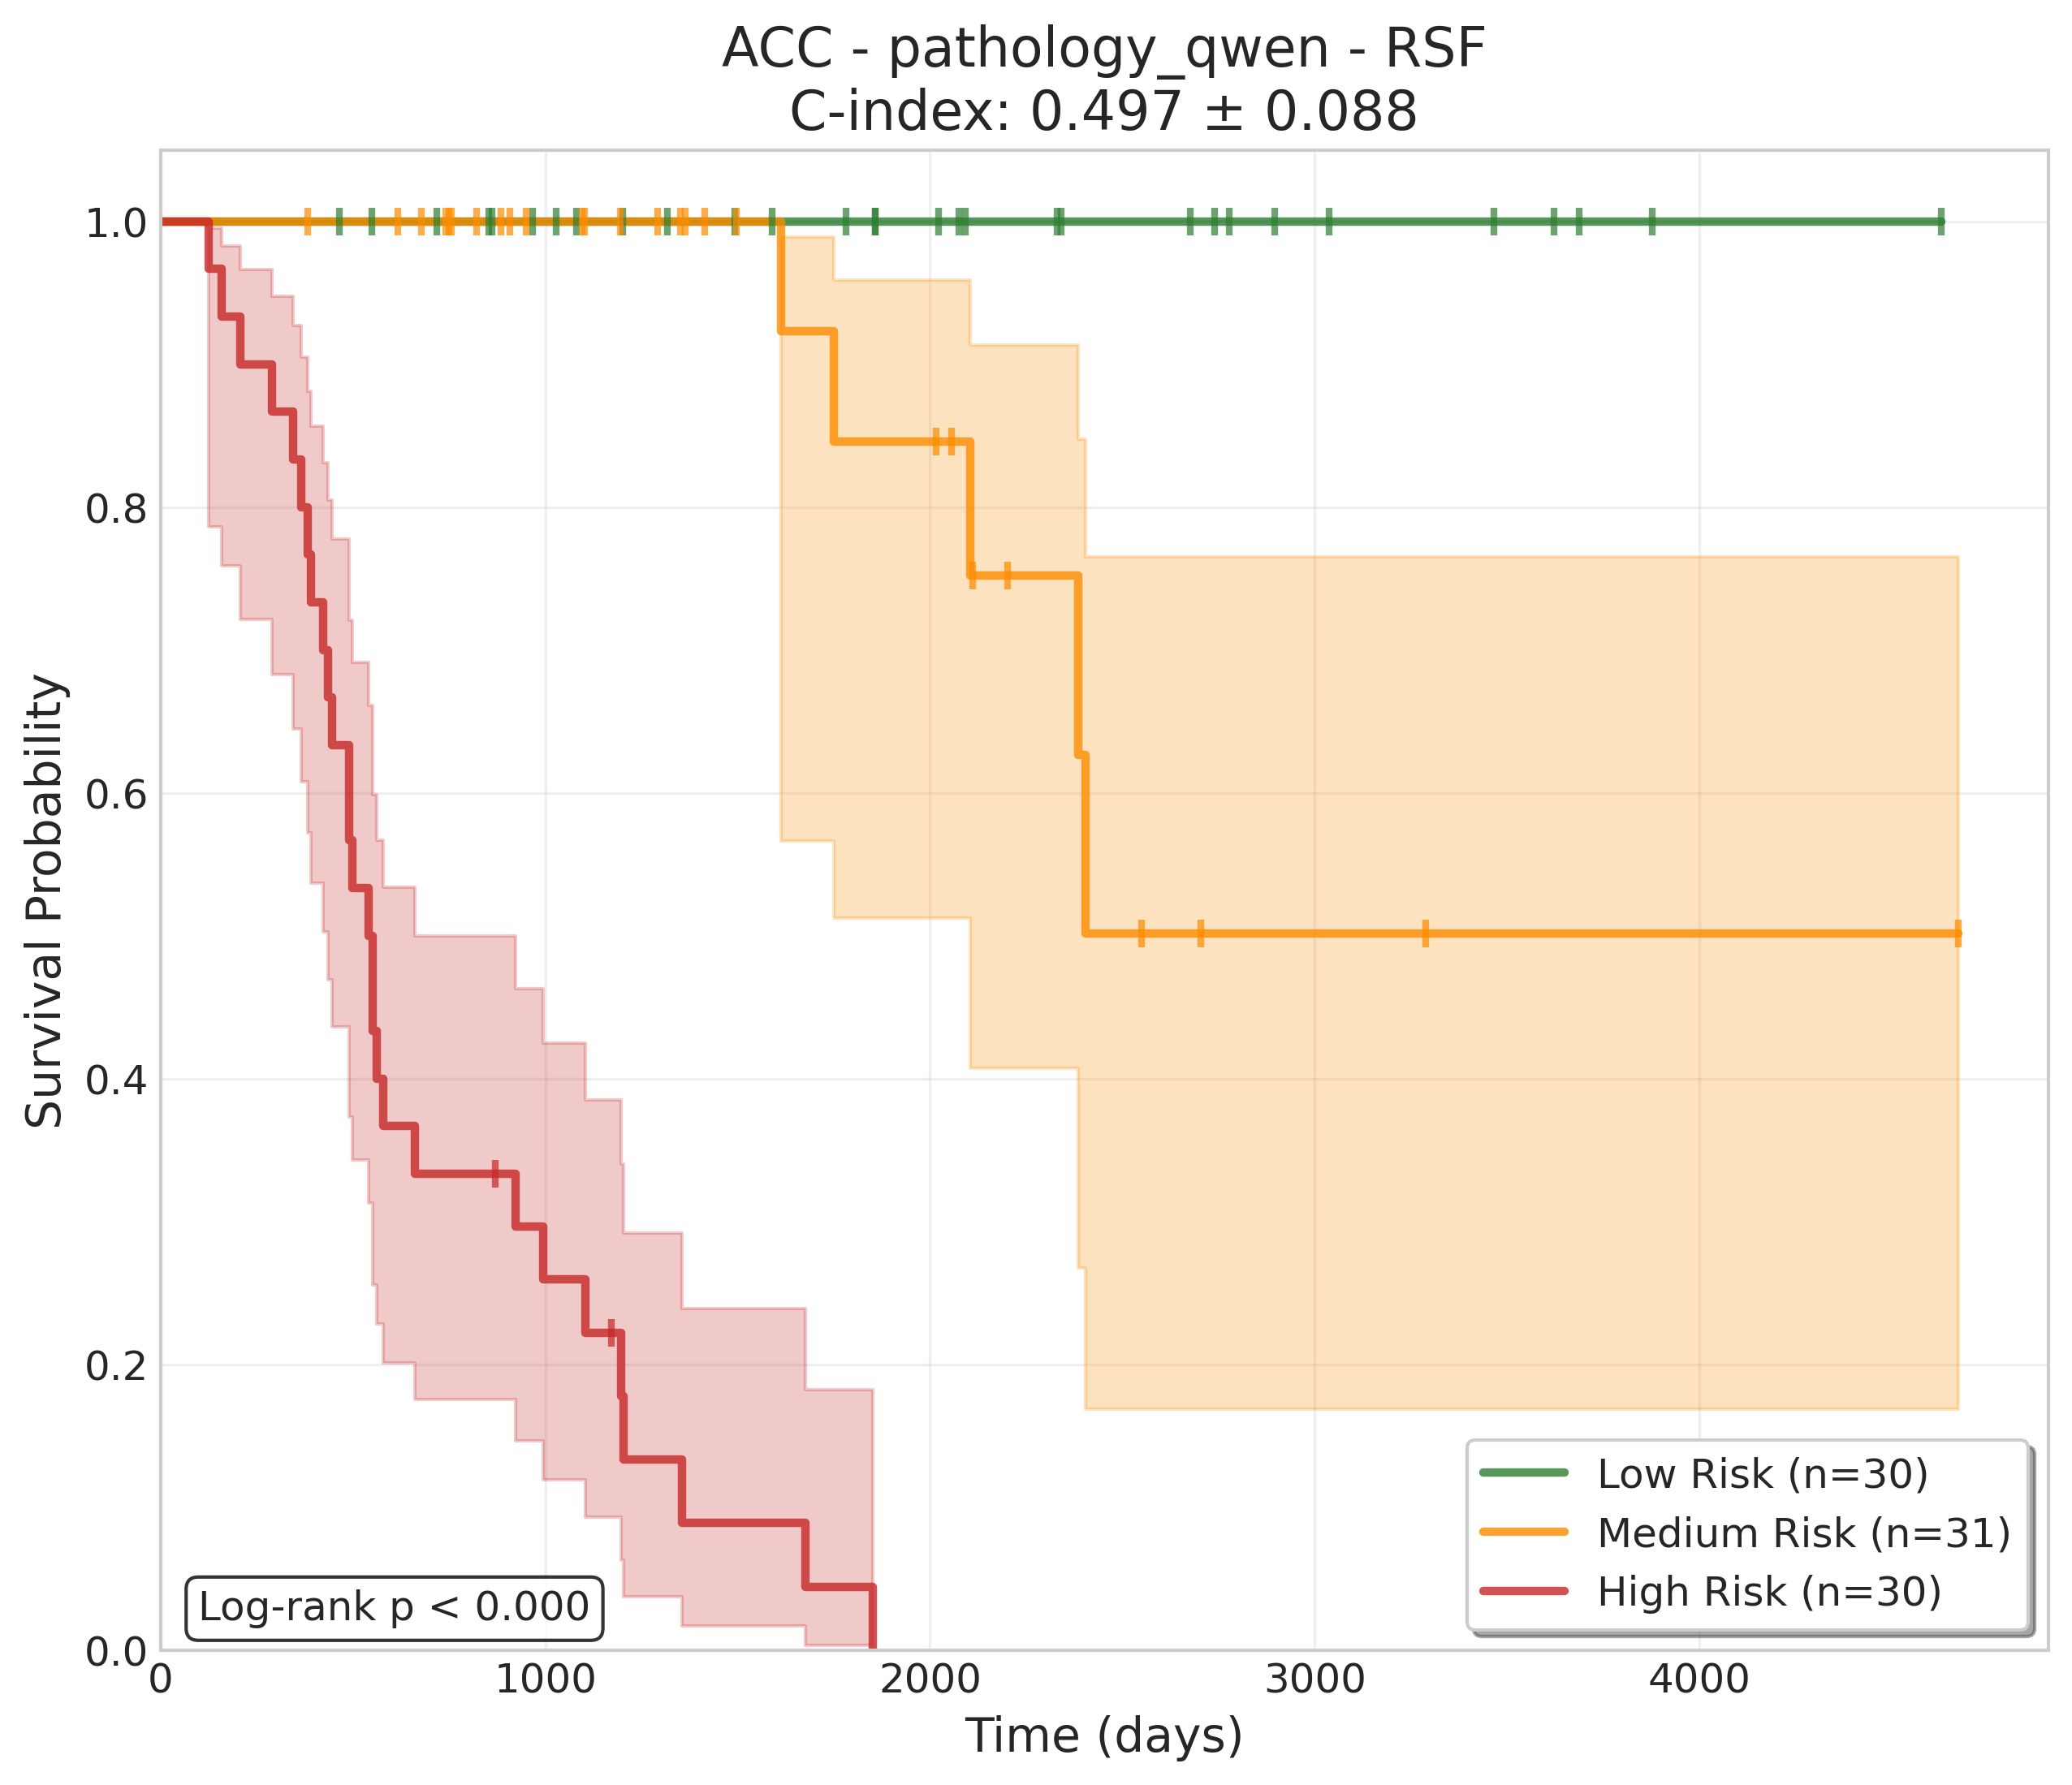 ACC - pathology_qwen - RSF
C-index: 0.497 ± 0.088
Survival Probability
1.0
0.8
0.6
0.4
0.2
0.0
0
1000
2000
3000
4000
Time (days)
Log-rank p < 0.000
Low Risk (n=30)
Medium Risk (n=31)
High Risk (n=30)